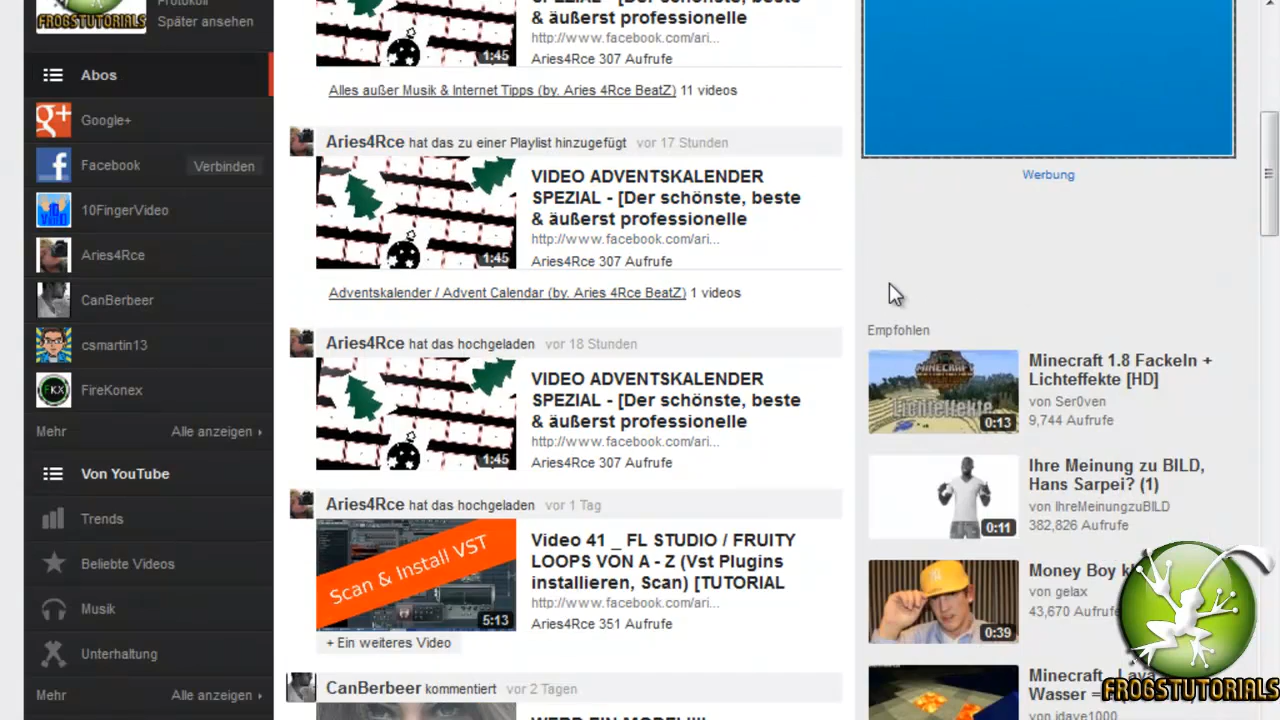 FROGSTUTORIALS
Protokoll
Später ansehen
Abos
Google+
Facebook
Verbinden
10FingerVideo
Aries4Rce
CanBerbeer
csmartin13
FireKonex
Mehr
Alle anzeigen
Von YouTube
Trends
Beliebte Videos
Musik
Unterhaltung
Mehr
Alle anzeigen
1:45
SPEZIAL - [Der schönste, beste
& äußerst professionelle
http://www.facebook.com/ari...
Aries4Rce 307 Aufrufe
Alles außer Musik & Internet Tipps (by. Aries 4Rce BeatZ) 11 videos
Aries4Rce hat das zu einer Playlist hinzugefügt vor 17 Stunden
1:45
VIDEO ADVENTSKALENDER
SPEZIAL - [Der schönste, beste
& äußerst professionelle
http://www.facebook.com/ari...
Aries4Rce 307 Aufrufe
Adventskalender / Advent Calendar (by. Aries 4Rce BeatZ) 1 videos
Aries4Rce hat das hochgeladen vor 18 Stunden
1:45
VIDEO ADVENTSKALENDER
SPEZIAL - [Der schönste, beste
& äußerst professionelle
http://www.facebook.com/ari...
Aries4Rce 307 Aufrufe
Aries4Rce hat das hochgeladen vor 1 Tag
Scan & Install VST
5:13
Video 41 _ FL STUDIO / FRUITY
LOOPS VON A - Z (Vst Plugins
installieren, Scan) [TUTORIAL
http://www.facebook.com/ari...
Aries4Rce 351 Aufrufe
+ Ein weiteres Video
CanBerbeer kommentiert vor 2 Tagen
Werbung
Empfohlen
MINECRAFT
Lichteffekte
0:13
Minecraft 1.8 Fackeln +
Lichteffekte [HD]
von Ser0ven
9,744 Aufrufe
0:11
Ihre Meinung zu BILD,
Hans Sarpei? (1)
von IhreMeinungzuBILD
382,826 Aufrufe
0:39
Money Boy
von gelax
43,670 Aufrufe
Minecraft
Wasser =
von idave1000
FROGSTUTORIALS